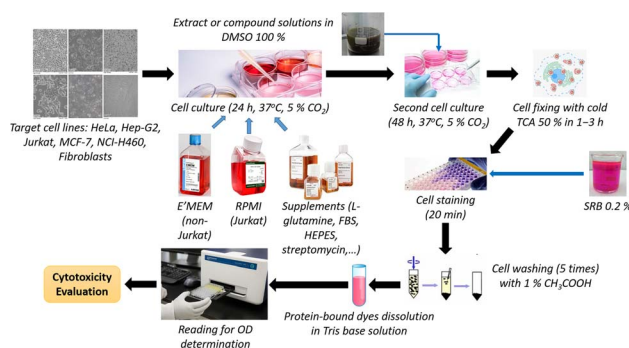 Extract or compound solutions in
DMSO 100 %
Target cell lines: HeLa, Hep-G2,
Jurkat, MCF-7, NCI-H460,
Fibroblasts
Cell culture (24 h, 37°C, 5 % CO₂)
Second cell culture
(48 h, 37°C, 5 % CO₂)
Cell fixing with cold
TCA 50 % in 1–3 h
E'MEM
(non-
Jurkat)
RPMI
(Jurkat)
Supplements (L-
glutamine, FBS,
HEPES,
streptomycin,...)
Cell staining
(20 min)
SRB 0.2 %
Cell washing (5 times)
with 1 % CH₃COOH
Protein-bound dyes dissolution
in Tris base solution
Reading for OD
determination
Cytotoxicity
Evaluation